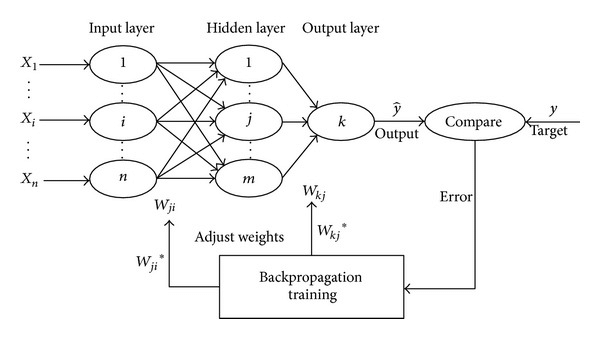 Input layer Hidden layer Output layer
X1 1 1
Xi i j k ŷ Output Compare y Target
Xn n m
Wji Wkj Error
Adjust weights
Wji* Wkj*
Backpropagation
training